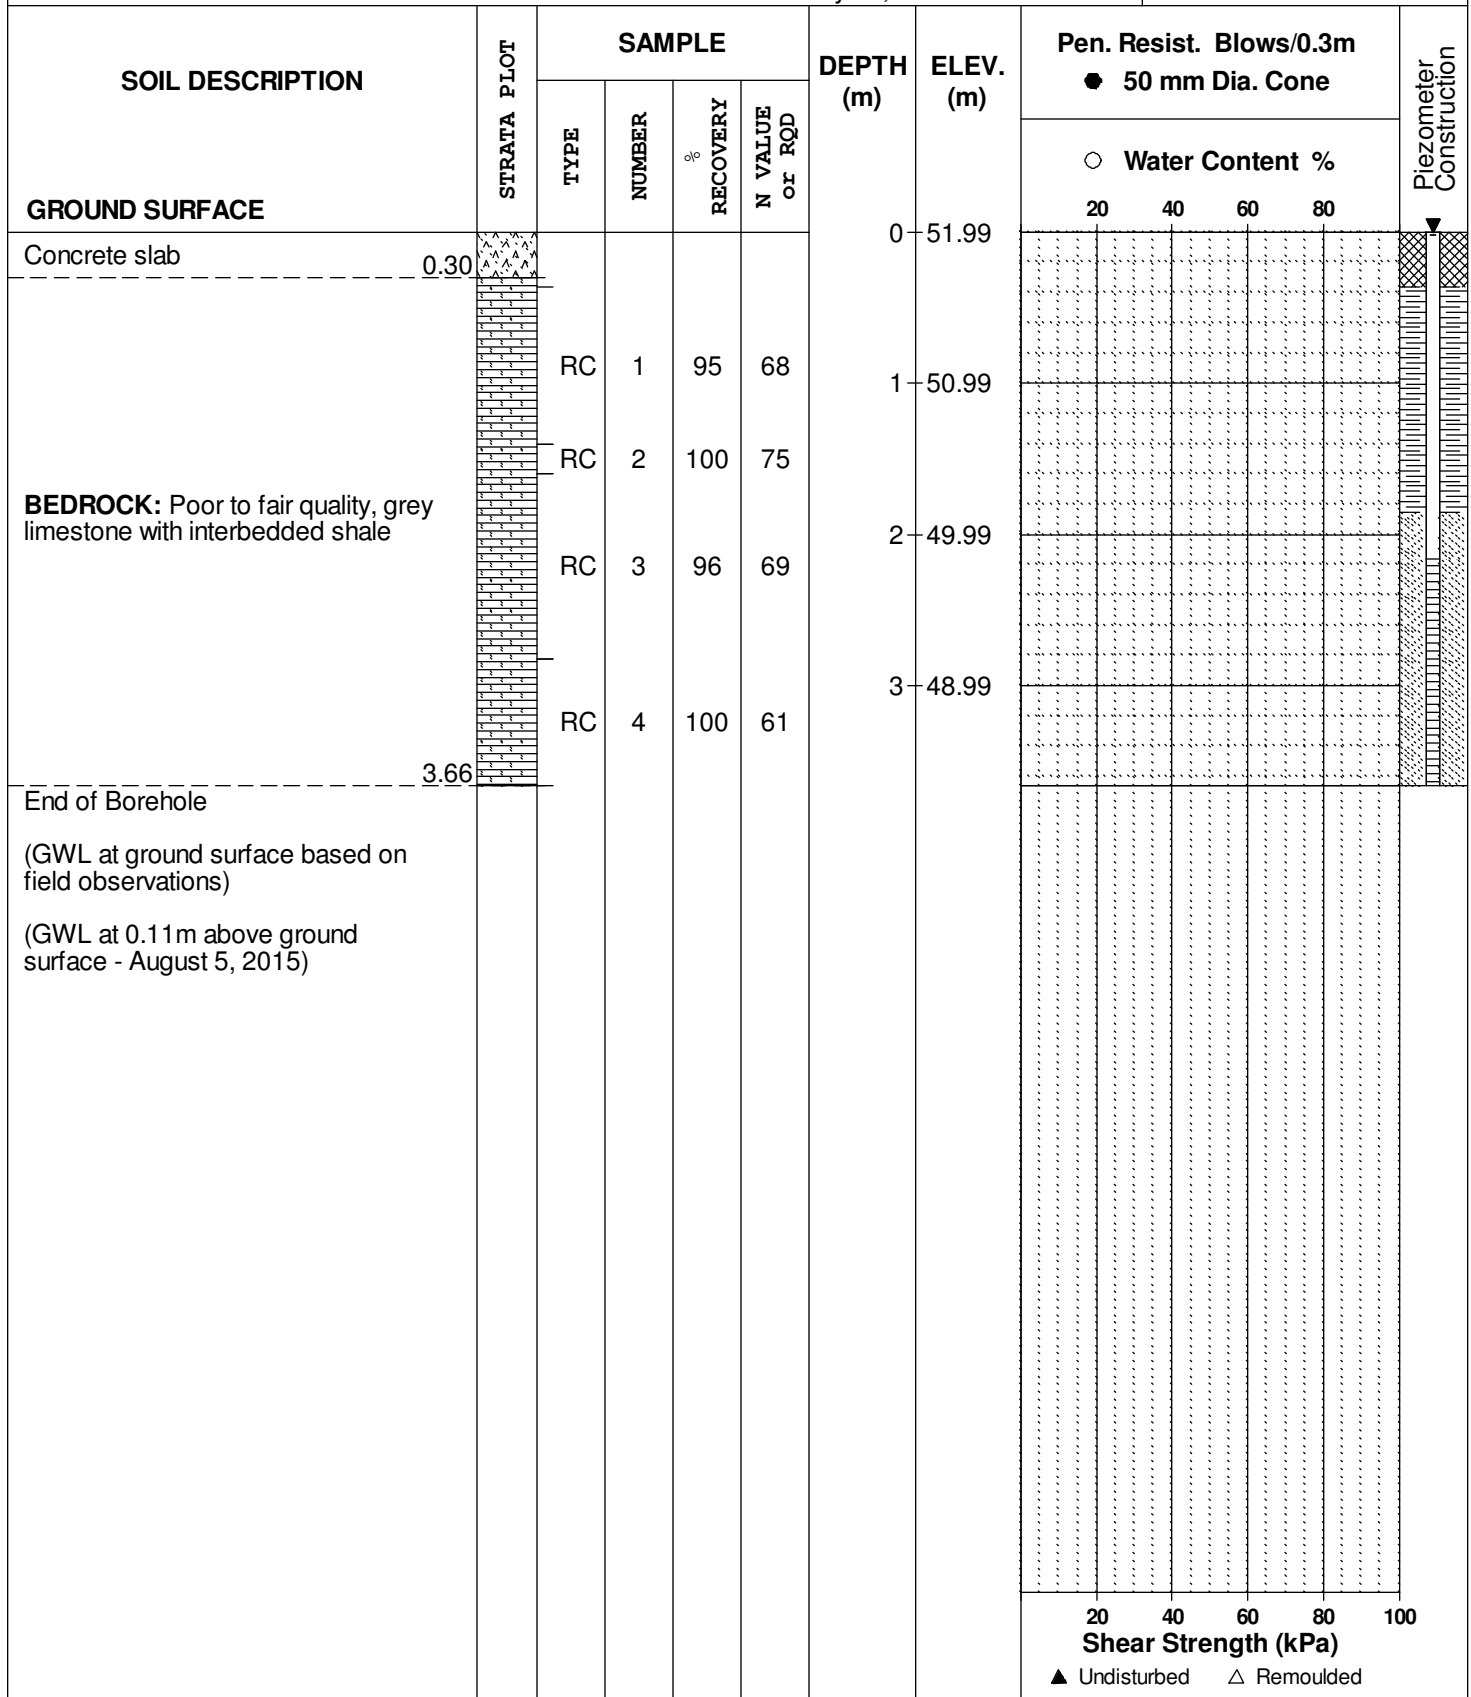 SOIL DESCRIPTION
GROUND SURFACE
STRATA PLOT
SAMPLE
TYPE
NUMBER
%
RECOVERY
N VALUE
or RQD
DEPTH
(m)
ELEV.
(m)
Pen. Resist. Blows/0.3m
● 50 mm Dia. Cone
○ Water Content %
20 40 60 80
Piezometer
Construction
0 51.99
Concrete slab
0.30
RC 1 95 68
1 50.99
RC 2 100 75
BEDROCK: Poor to fair quality, grey
limestone with interbedded shale
2 49.99
RC 3 96 69
3 48.99
RC 4 100 61
3.66
End of Borehole
(GWL at ground surface based on
field observations)
(GWL at 0.11m above ground
surface - August 5, 2015)
20 40 60 80 100
Shear Strength (kPa)
▲ Undisturbed △ Remoulded